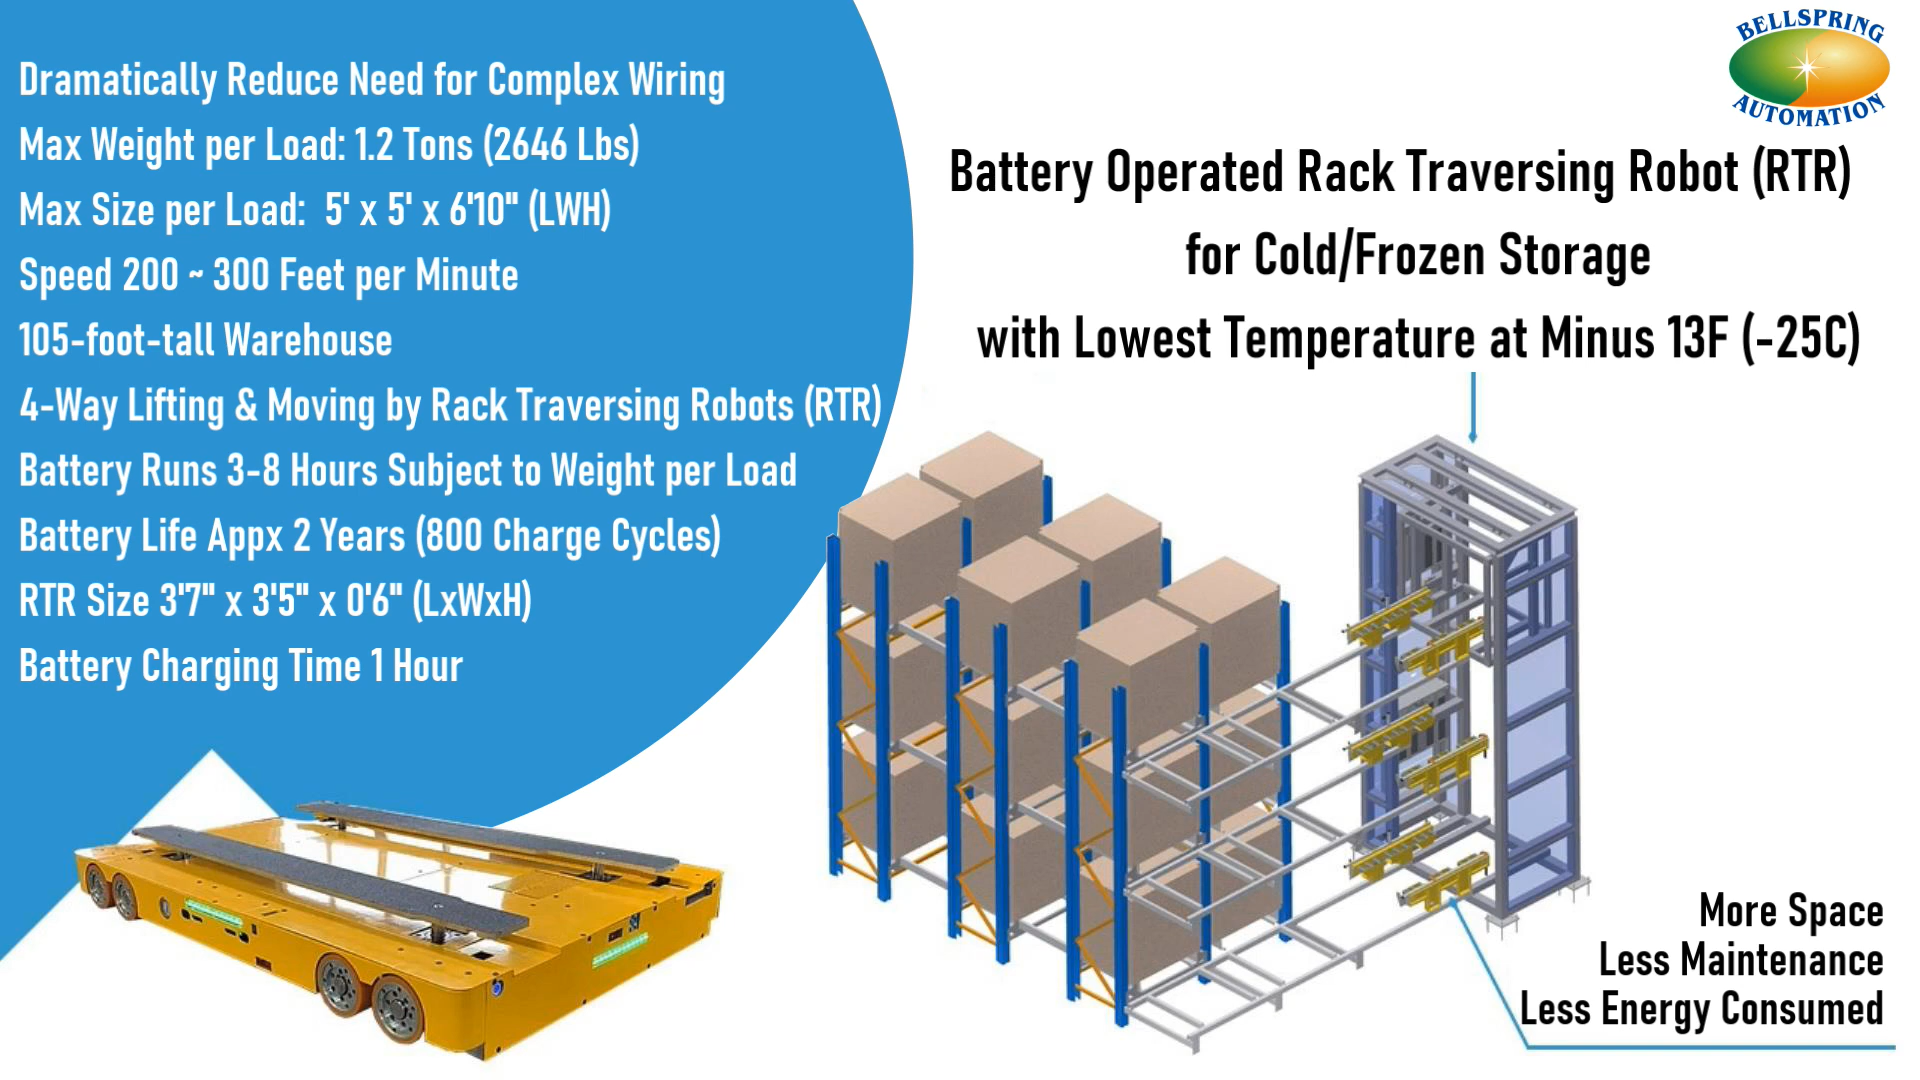 BELLSPRING
AUTOMATION
Dramatically Reduce Need for Complex Wiring
Max Weight per Load: 1.2 Tons (2646 Lbs)
Max Size per Load:  5' x 5' x 6'10" (LWH)
Speed 200 ~ 300 Feet per Minute
105-foot-tall Warehouse
4-Way Lifting & Moving by Rack Traversing Robots (RTR)
Battery Runs 3-8 Hours Subject to Weight per Load
Battery Life Appx 2 Years (800 Charge Cycles)
RTR Size 3'7" x 3'5" x 0'6" (LxWxH)
Battery Charging Time 1 Hour
Battery Operated Rack Traversing Robot (RTR)
for Cold/Frozen Storage
with Lowest Temperature at Minus 13F (-25C)
More Space
Less Maintenance
Less Energy Consumed